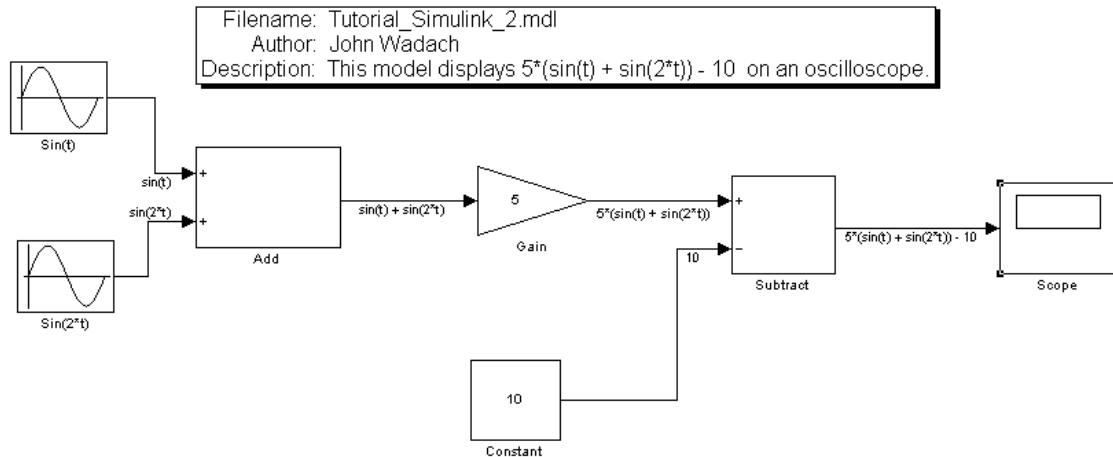 Filename: Tutorial_Simulink_2.mdl
Author: John Wadach
Description: This model displays 5*(sin(t) + sin(2*t)) - 10 on an oscilloscope.
Sin(t)
sin(t)
+
sin(2*t)
+
Sin(2*t)
Add
sin(t) + sin(2*t)
5
Gain
5*(sin(t) + sin(2*t))
+
10
−
Subtract
5*(sin(t) + sin(2*t)) - 10
Scope
10
Constant